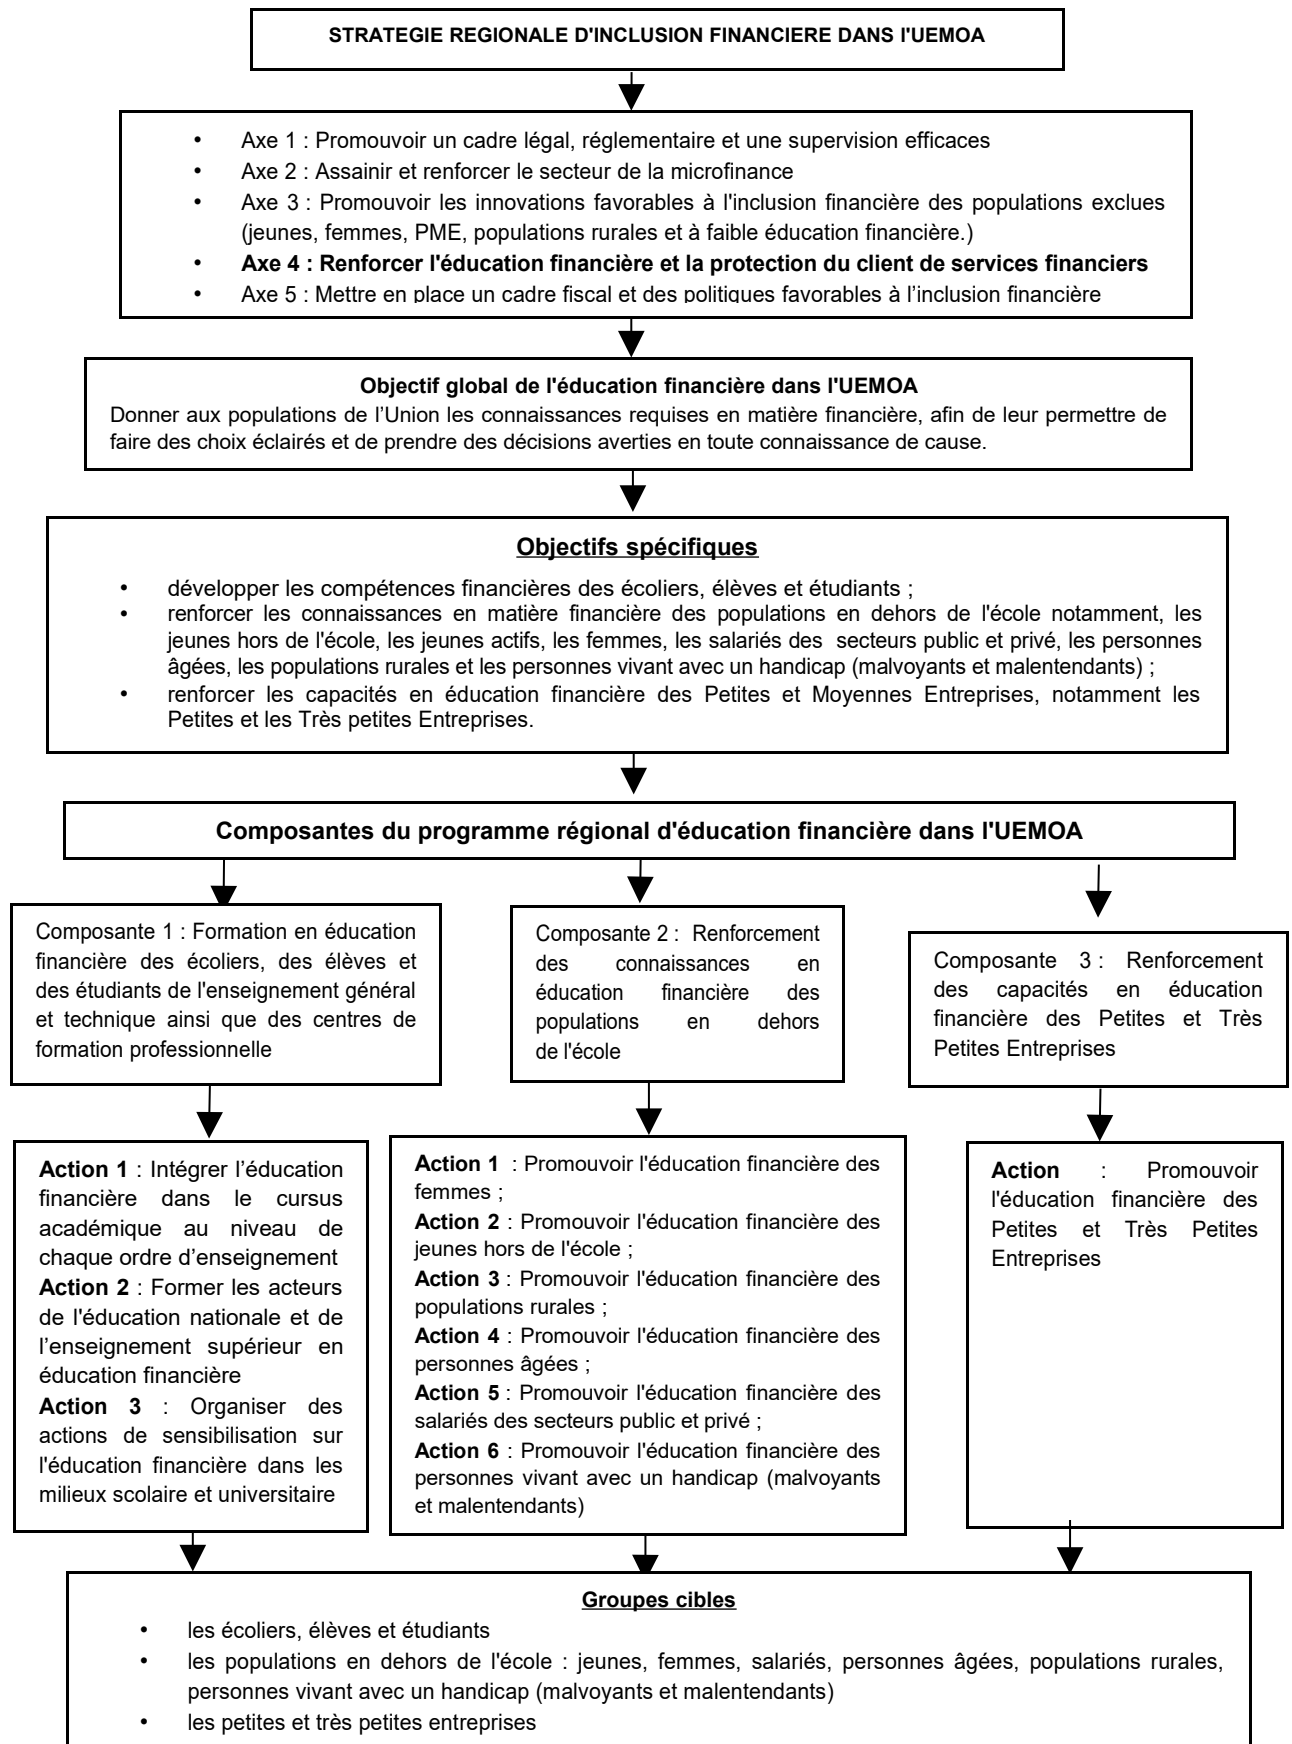 STRATEGIE REGIONALE D'INCLUSION FINANCIERE DANS l'UEMOA
• Axe 1 : Promouvoir un cadre légal, réglementaire et une supervision efficaces
• Axe 2 : Assainir et renforcer le secteur de la microfinance
• Axe 3 : Promouvoir les innovations favorables à l'inclusion financière des populations exclues
(jeunes, femmes, PME, populations rurales et à faible éducation financière.)
• Axe 4 : Renforcer l'éducation financière et la protection du client de services financiers
• Axe 5 : Mettre en place un cadre fiscal et des politiques favorables à l’inclusion financière
Objectif global de l'éducation financière dans l'UEMOA
Donner aux populations de l’Union les connaissances requises en matière financière, afin de leur permettre de
faire des choix éclairés et de prendre des décisions averties en toute connaissance de cause.
Objectifs spécifiques
• développer les compétences financières des écoliers, élèves et étudiants ;
• renforcer les connaissances en matière financière des populations en dehors de l'école notamment, les
jeunes hors de l'école, les jeunes actifs, les femmes, les salariés des secteurs public et privé, les personnes
âgées, les populations rurales et les personnes vivant avec un handicap (malvoyants et malentendants) ;
• renforcer les capacités en éducation financière des Petites et Moyennes Entreprises, notamment les
Petites et les Très petites Entreprises.
Composantes du programme régional d'éducation financière dans l'UEMOA
Composante 1 : Formation en éducation
financière des écoliers, des élèves et
des étudiants de l'enseignement général
et technique ainsi que des centres de
formation professionnelle
Composante 2 : Renforcement
des connaissances en
éducation financière des
populations en dehors
de l'école
Composante 3 : Renforcement
des capacités en éducation
financière des Petites et Très
Petites Entreprises
Action 1 : Intégrer l’éducation
financière dans le cursus
académique au niveau de
chaque ordre d’enseignement
Action 2 : Former les acteurs
de l'éducation nationale et de
l’enseignement supérieur en
éducation financière
Action 3 : Organiser des
actions de sensibilisation sur
l'éducation financière dans les
milieux scolaire et universitaire
Action 1 : Promouvoir l'éducation financière des
femmes ;
Action 2 : Promouvoir l'éducation financière des
jeunes hors de l'école ;
Action 3 : Promouvoir l'éducation financière des
populations rurales ;
Action 4 : Promouvoir l'éducation financière des
personnes âgées ;
Action 5 : Promouvoir l'éducation financière des
salariés des secteurs public et privé ;
Action 6 : Promouvoir l'éducation financière des
personnes vivant avec un handicap (malvoyants
et malentendants)
Action : Promouvoir
l'éducation financière des
Petites et Très Petites
Entreprises
Groupes cibles
• les écoliers, élèves et étudiants
• les populations en dehors de l'école : jeunes, femmes, salariés, personnes âgées, populations rurales,
personnes vivant avec un handicap (malvoyants et malentendants)
• les petites et très petites entreprises